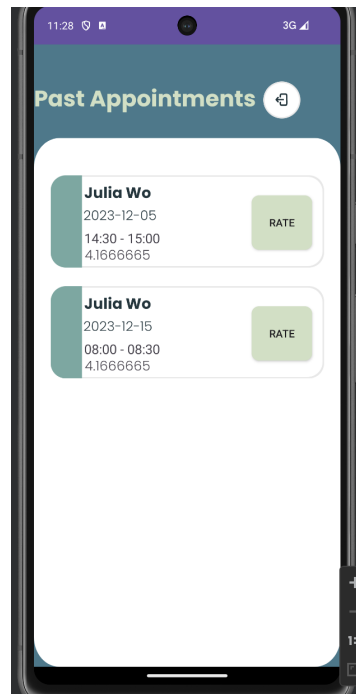 11:28 3G
Past Appointments
Julia Wo
2023-12-05
14:30 - 15:00
4.1666665
RATE
Julia Wo
2023-12-15
08:00 - 08:30
4.1666665
RATE